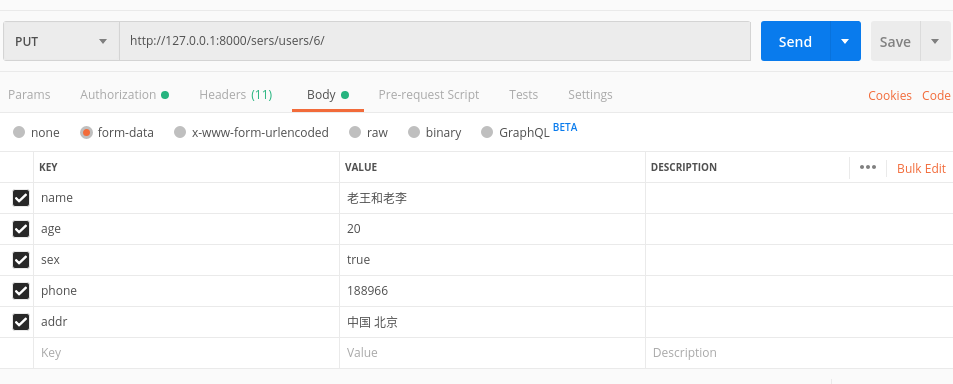 PUT http://127.0.0.1:8000/sers/users/6/ Send Save
Params Authorization Headers (11) Body Pre-request Script Tests Settings Cookies Code
none form-data x-www-form-urlencoded raw binary GraphQL BETA
KEY VALUE DESCRIPTION ••• Bulk Edit
name 老王和老李
age 20
sex true
phone 188966
addr 中国 北京
Key Value Description